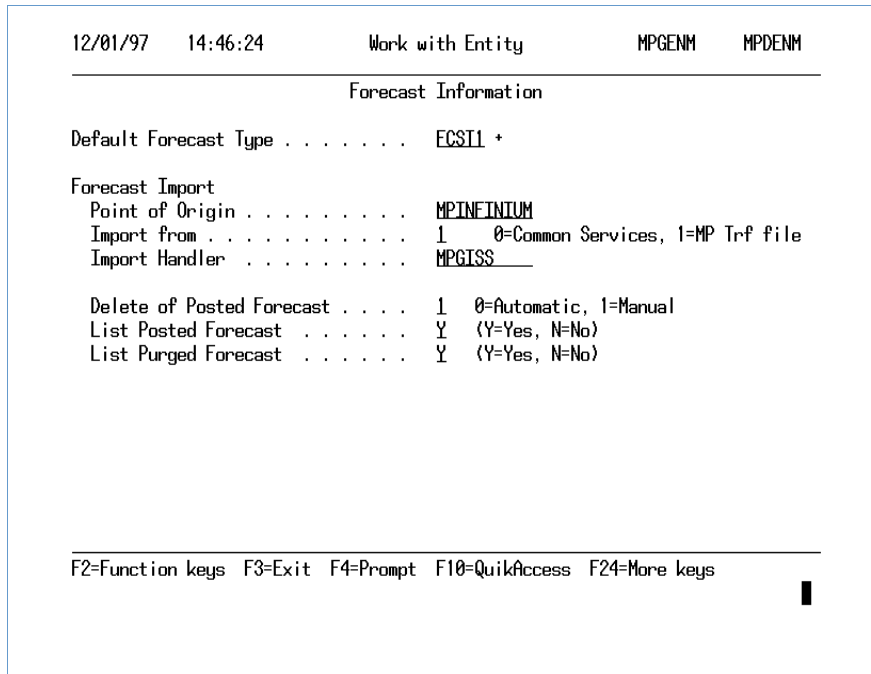 12/01/97 14:46:24 Work with Entity MPGENM MPDENM
Forecast Information
Default Forecast Type . . . . . . . FCST1 +
Forecast Import
Point of Origin . . . . . . . . . MPINFINIUM
Import from . . . . . . . . . . . 1 0=Common Services, 1=MP Trf file
Import Handler . . . . . . . . . MPGISS
Delete of Posted Forecast . . . . 1 0=Automatic, 1=Manual
List Posted Forecast . . . . . . Y (Y=Yes, N=No)
List Purged Forecast . . . . . . Y (Y=Yes, N=No)
F2=Function keys F3=Exit F4=Prompt F10=QuikAccess F24=More keys